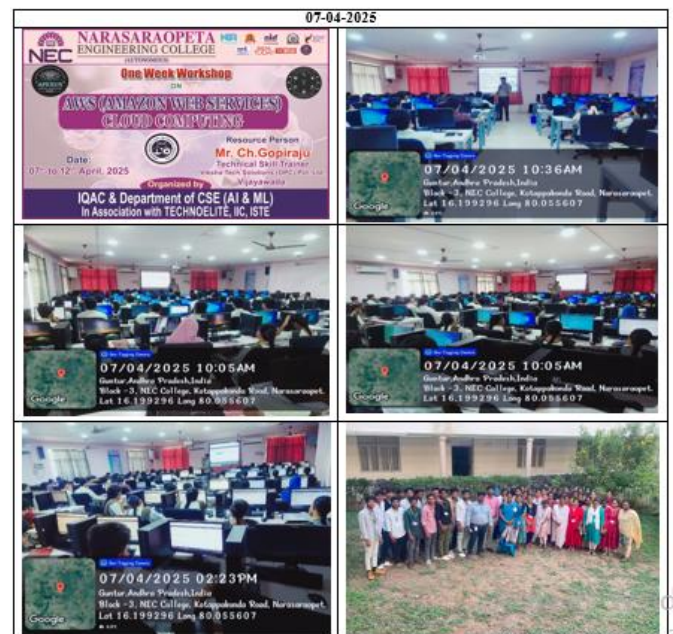 07-04-2025
NARASARAOPETA
ENGINEERING COLLEGE
(AUTONOMOUS)
NEC
One Week Workshop
ON
AWS (AMAZON WEB SERVICES)
CLOUD COMPUTING
Date:
07th to 12th April, 2025
Resource Person
Mr. Ch.Gopiraju
Technical Skill Trainer
Vijayawada
Organized by
IQAC & Department of CSE (AI & ML)
In Association with TECHNOELITE, IIC, ISTE
07/04/2025 10:36AM
Guntur,Andhra Pradesh,India
Block -3, NEC College, Kotappakonda Road, Narasaraopet.
Lat 16.199296 Long 80.055607
Google
07/04/2025 10:05AM
Guntur,Andhra Pradesh,India
Block -3, NEC College, Kotappakonda Road, Narasaraopet.
Lat 16.199296 Long 80.055607
Google
07/04/2025 10:05AM
Guntur,Andhra Pradesh,India
Block -3, NEC College, Kotappakonda Road, Narasaraopet.
Lat 16.199296 Long 80.055607
Google
07/04/2025 02:23PM
Guntur,Andhra Pradesh,India
Block -3, NEC College, Kotappakonda Road, Narasaraopet.
Lat 16.199296 Long 80.055607
Google